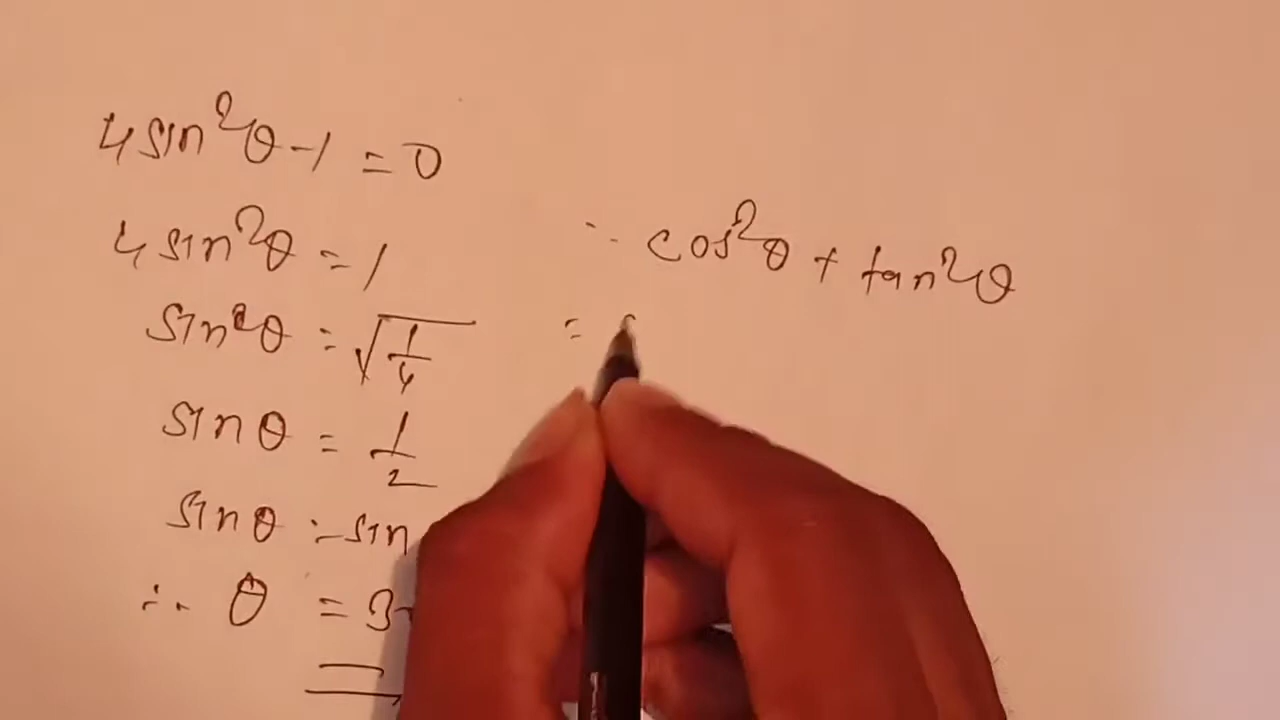 4sin²θ-1 = 0
4sin²θ = 1
sin²θ = √1/4
sinθ = 1/2
sinθ = sin
∴ θ = 3
∵ cos²θ + tan²θ
=